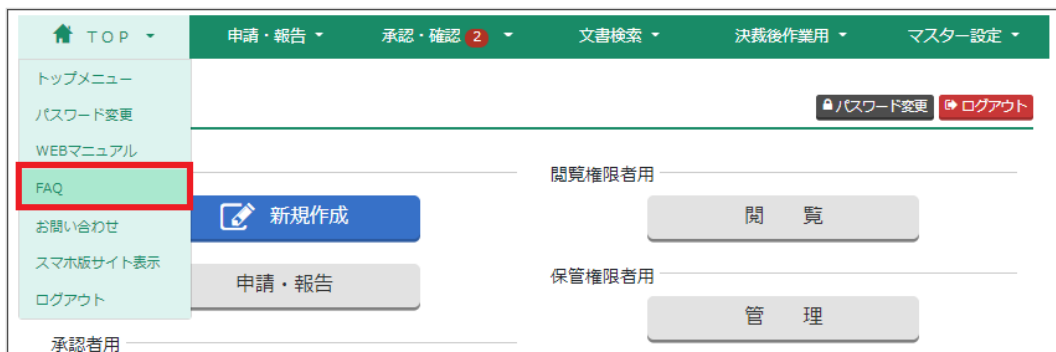 TOP 申請・報告 承認・確認 2 文書検索 決裁後作業用 マスター設定
トップメニュー
パスワード変更
WEBマニュアル
FAQ
お問い合わせ
スマホ版サイト表示
ログアウト
パスワード変更 ログアウト
新規作成
申請・報告
承認者用
閲覧権限者用
閲 覧
保管権限者用
管 理